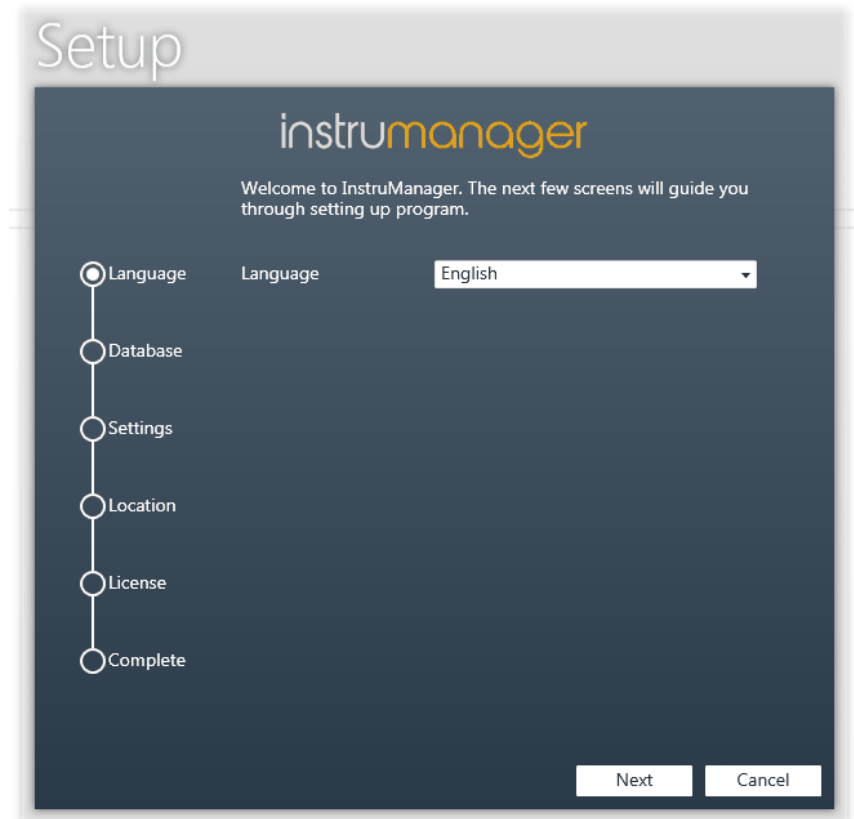 Setup
instrumanager
Welcome to InstruManager. The next few screens will guide you
through setting up program.
Language
Language
English
Database
Settings
Location
License
Complete
Next
Cancel